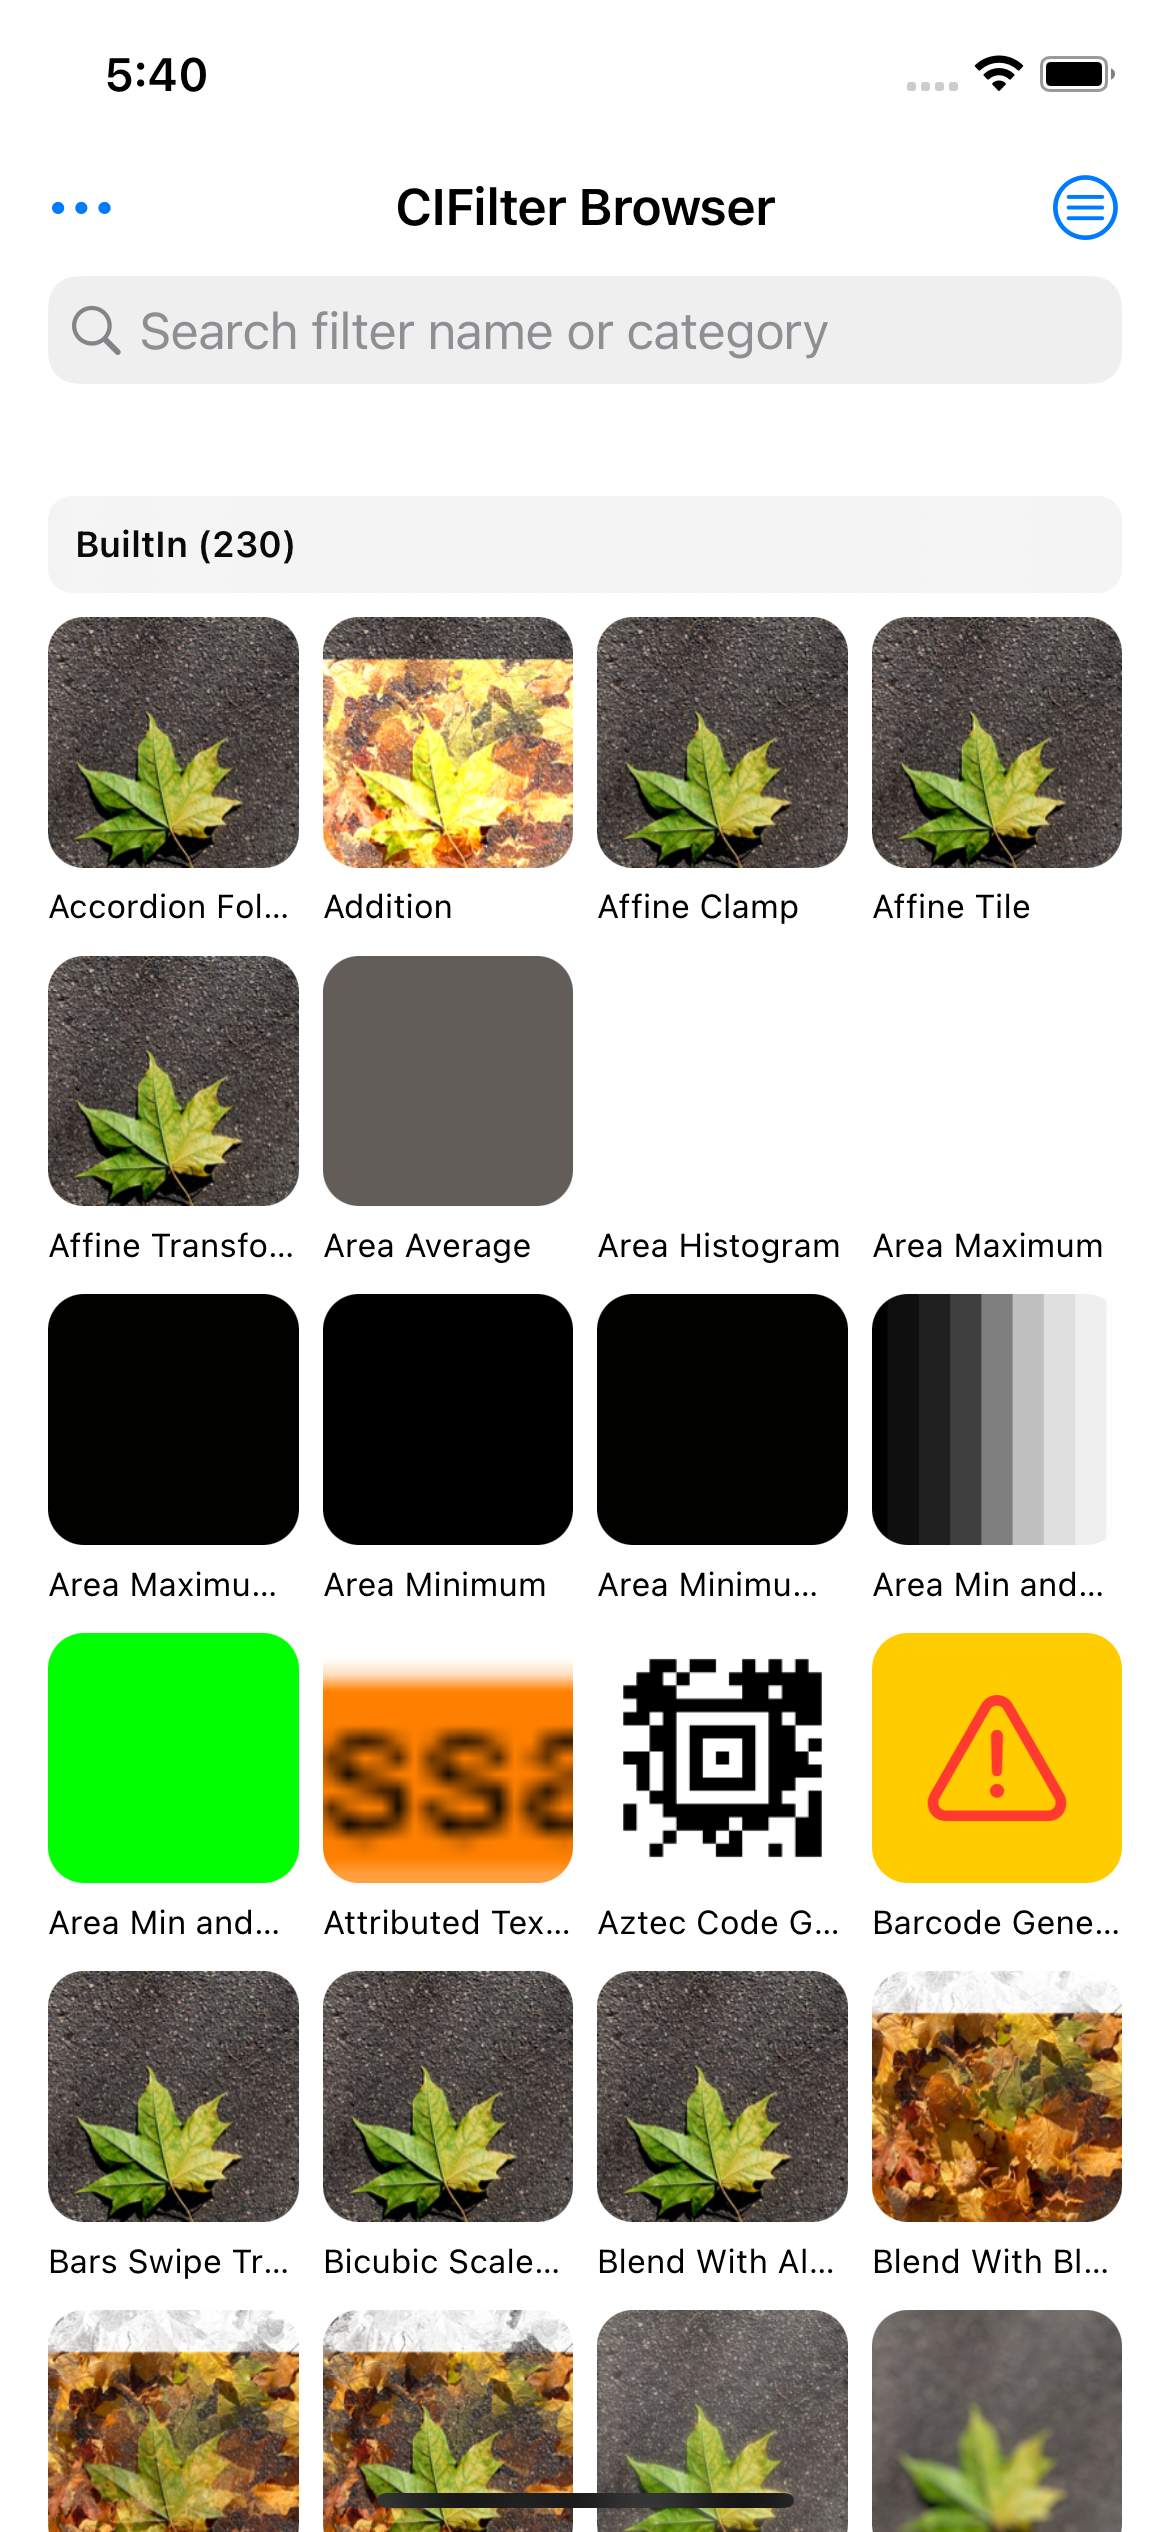 5:40
CIFilter Browser
Search filter name or category
BuiltIn (230)
Accordion Fol...
Addition
Affine Clamp
Affine Tile
Affine Transfo...
Area Average
Area Histogram
Area Maximum
Area Maximu...
Area Minimum
Area Minimu...
Area Min and...
ssa
Area Min and...
Attributed Tex...
Aztec Code G...
Barcode Gene...
Bars Swipe Tr...
Bicubic Scale...
Blend With Al...
Blend With Bl...